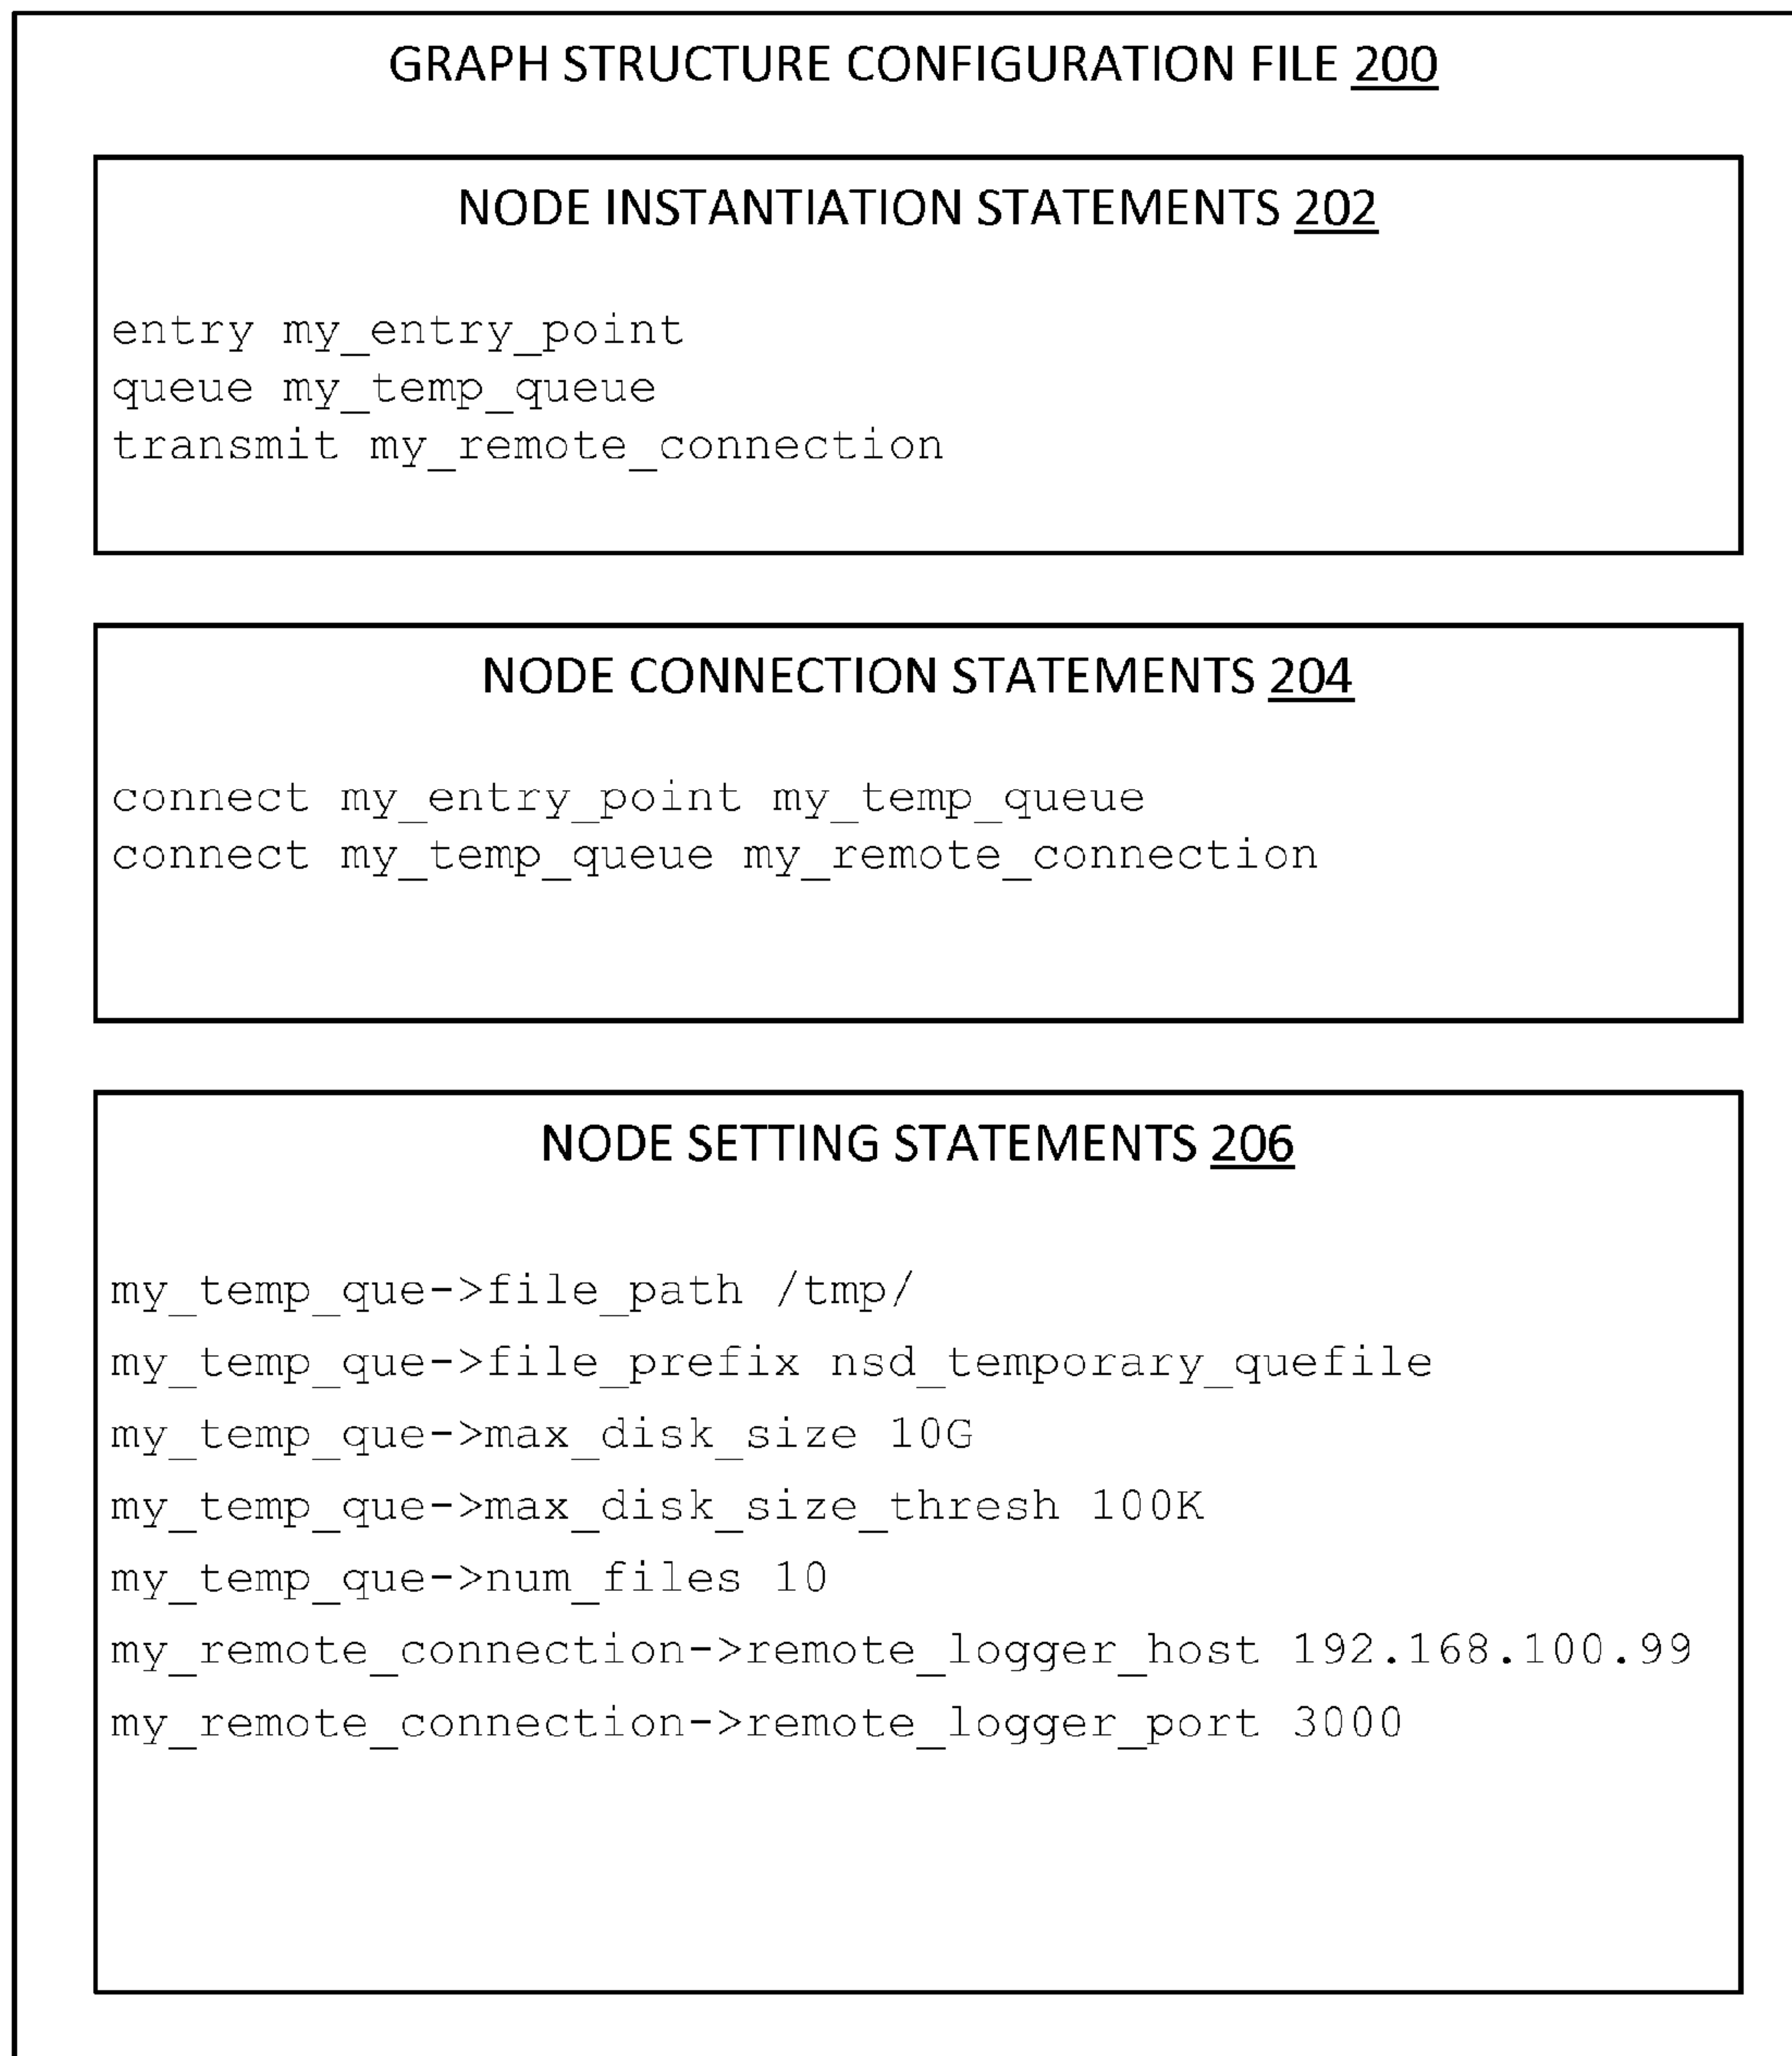 GRAPH STRUCTURE CONFIGURATION FILE 200
NODE INSTANTIATION STATEMENTS 202
entry my_entry_point
queue my_temp_queue
transmit my_remote_connection
NODE CONNECTION STATEMENTS 204
connect my_entry_point my_temp_queue
connect my_temp_queue my_remote_connection
NODE SETTING STATEMENTS 206
my_temp_que->file_path /tmp/
my_temp_que->file_prefix nsd_temporary_quefile
my_temp_que->max_disk_size 10G
my_temp_que->max_disk_size_thresh 100K
my_temp_que->num_files 10
my_remote_connection->remote_logger_host 192.168.100.99
my_remote_connection->remote_logger_port 3000